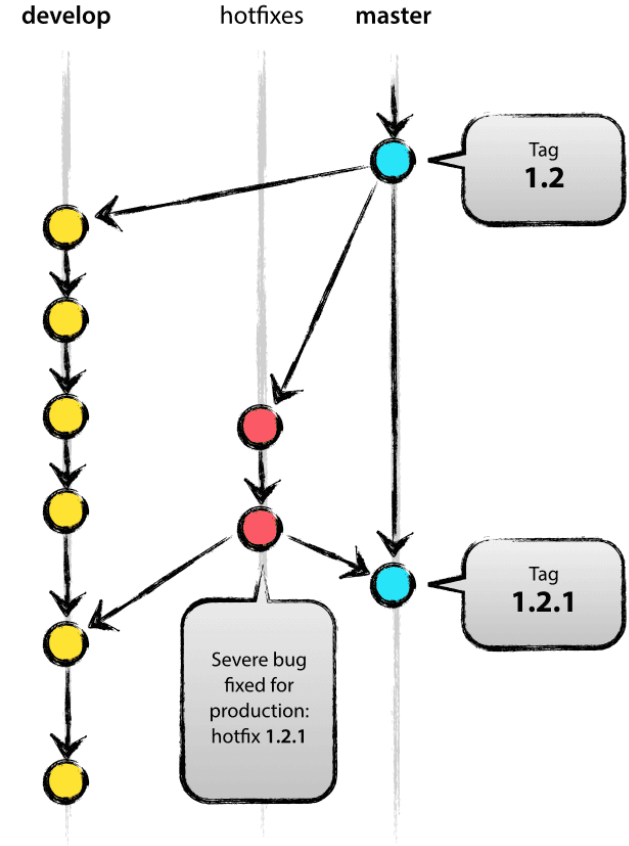 develop
hotfixes
master
Tag
1.2
Tag
1.2.1
Severe bug
fixed for
production:
hotfix 1.2.1